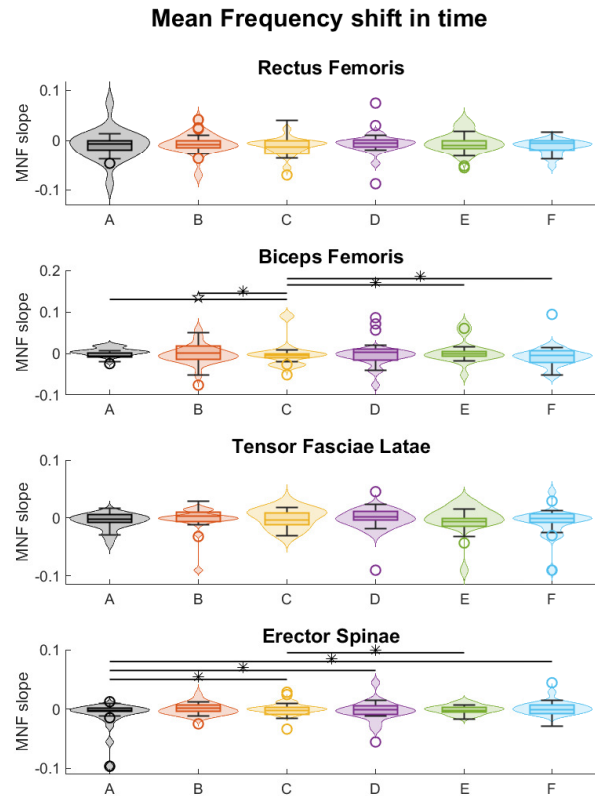 Mean Frequency shift in time
Rectus Femoris
MNF slope
0.1
0
-0.1
A B C D E F
Biceps Femoris
MNF slope
0.2
0.1
0
-0.1
A B C D E F
Tensor Fasciae Latae
MNF slope
0.1
0
-0.1
A B C D E F
Erector Spinae
MNF slope
0.1
0
-0.1
A B C D E F